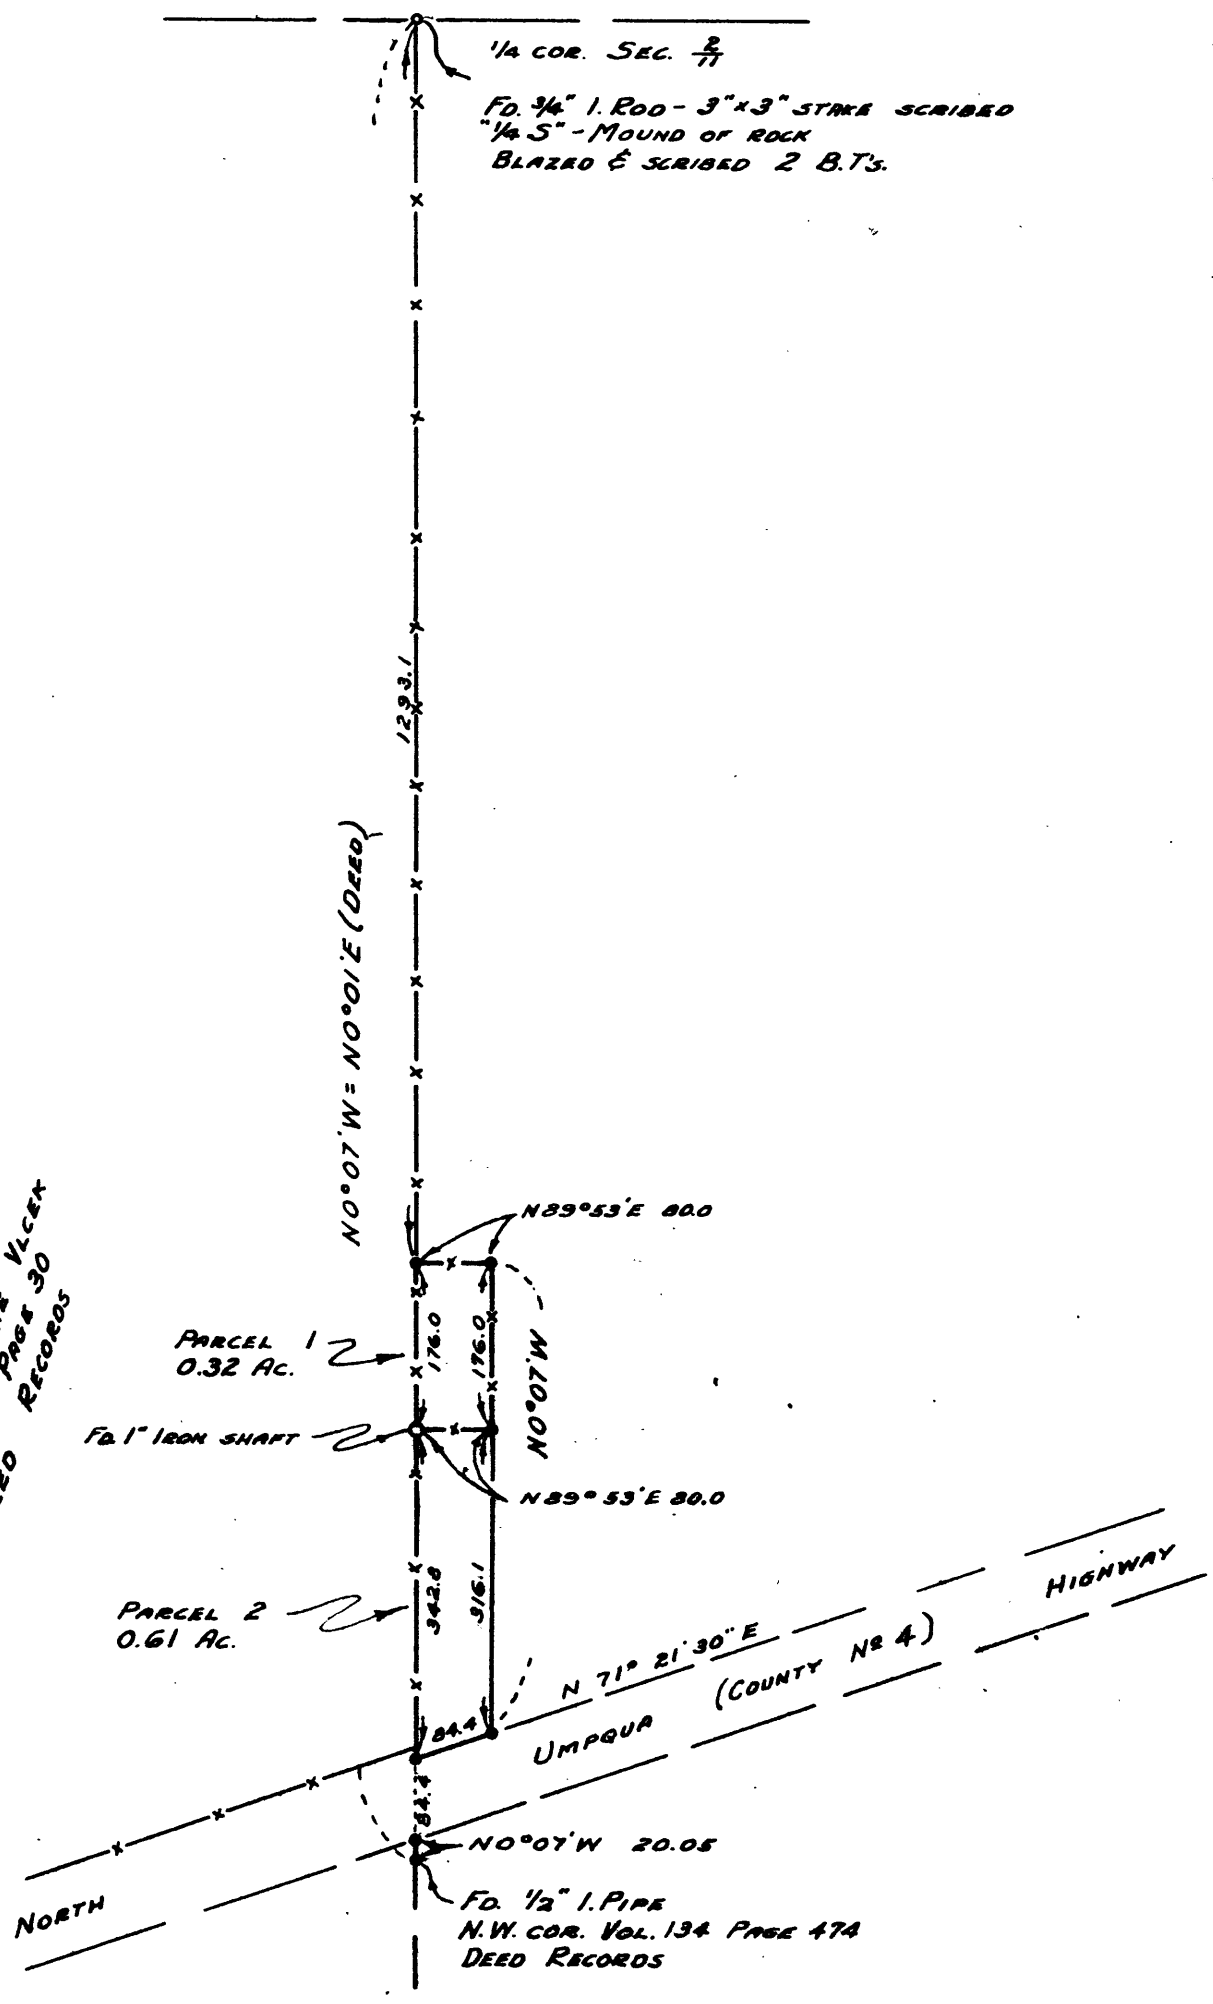 1/4 COR. SEC. 2/11
FD. 3/4" I. ROD - 3"x3" STAKE SCRIBED
"1/4 S" - MOUND OF ROCK
BLAZED & SCRIBED 2 B.T's.
1293.1
N0°07'W = N0°01'E (DEED)
VLCEK
PAGE 30
RECORDS
N89°53'E 80.0
PARCEL 1
0.32 AC.
176.0
176.0
N0°07'W
FD. 1" IRON SHAFT
N89°53'E 80.0
PARCEL 2
0.61 AC.
342.8
316.1
N 71° 21' 30" E
84.4
84.4
NORTH UMPQUA (COUNTY Nº 4) HIGHWAY
N0°07'W 20.05
FD. 1/2" I. PIPE
N.W. COR. VOL. 134 PAGE 474
DEED RECORDS